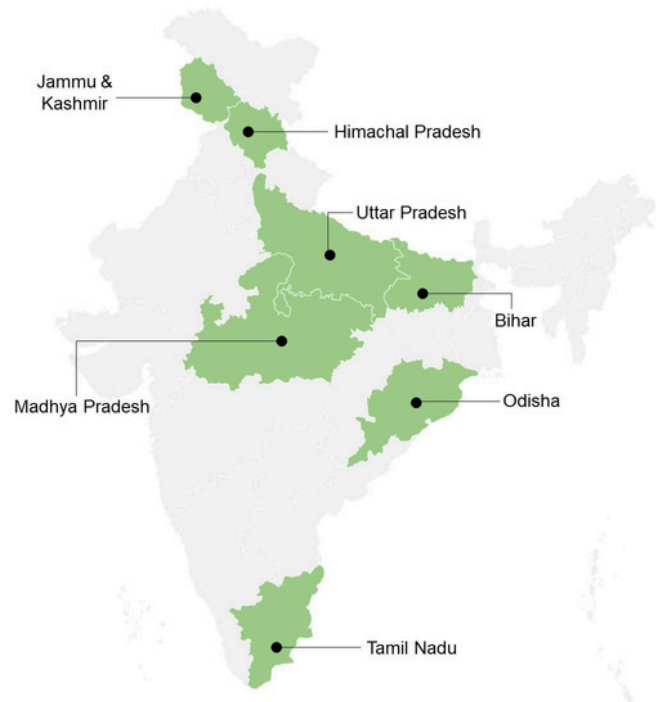 Jammu &
Kashmir
Himachal Pradesh
Uttar Pradesh
Bihar
Madhya Pradesh
Odisha
Tamil Nadu